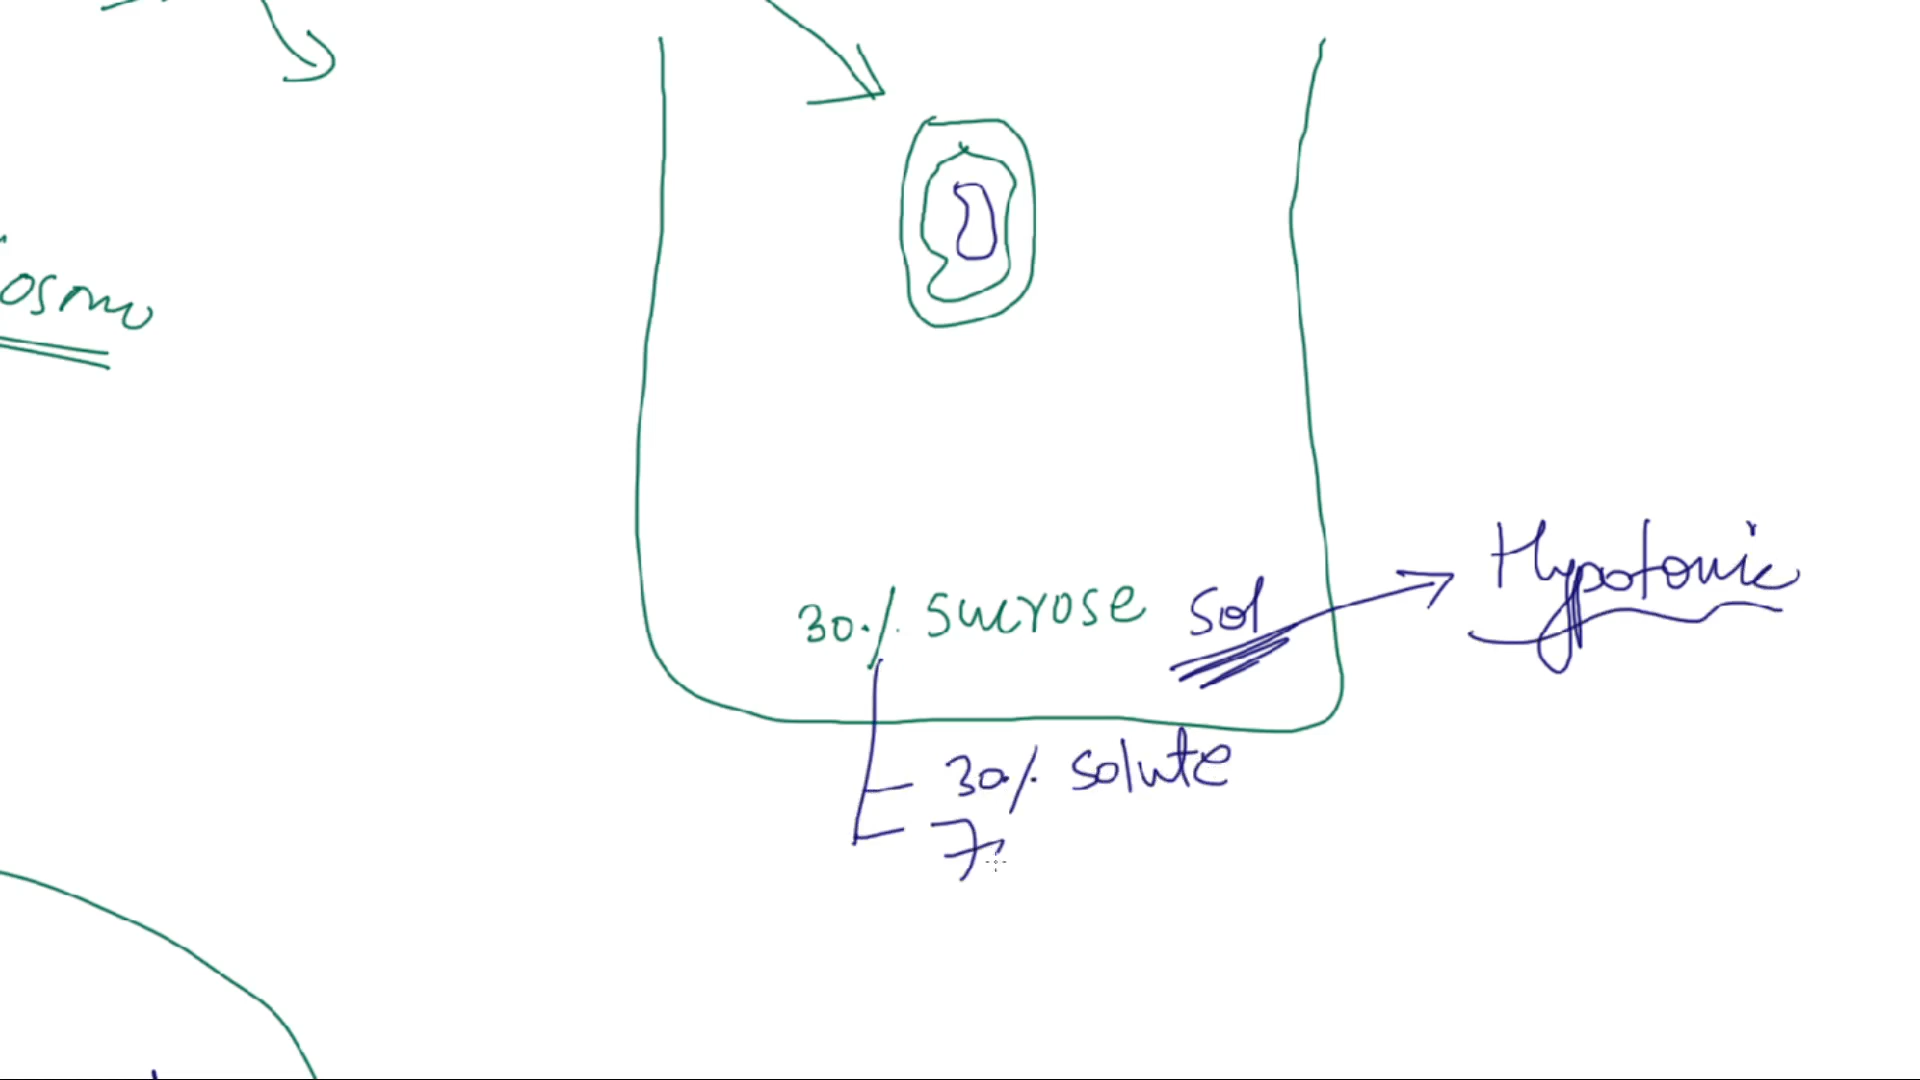 osmo
30% sucrose sol
Hypotonic
30% solute
7